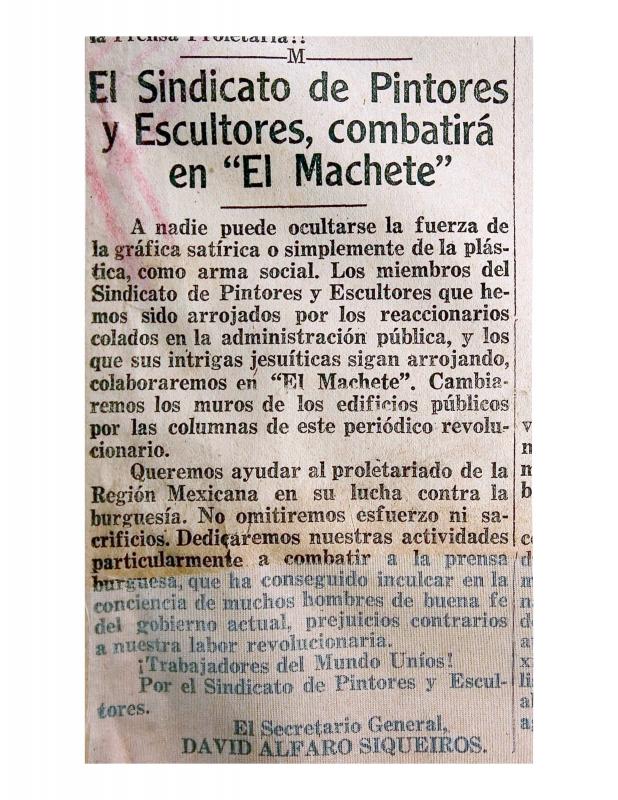 la Prensa Proletaria!!
M
El Sindicato de Pintores
y Escultores, combatirá
en “El Machete”
A nadie puede ocultarse la fuerza de
la gráfica satírica o simplemente de la plás-
tica, como arma social. Los miembros del
Sindicato de Pintores y Escultores que he-
mos sido arrojados por los reaccionarios
colados en la administración pública, y los
que sus intrigas jesuíticas sigan arrojando,
colaboraremos en “El Machete”. Cambia-
remos los muros de los edificios públicos
por las columnas de este periódico revolu-
cionario.
Queremos ayudar al proletariado de la
Región Mexicana en su lucha contra la
burguesía. No omitiremos esfuerzo ni sa-
crificios. Dedicaremos nuestras actividades
particularmente a combatir a la prensa
burguesa, que ha conseguido inculcar en la
conciencia de muchos hombres de buena fe
del gobierno actual, prejuicios contrarios
a nuestra labor revolucionaria.
¡Trabajadores del Mundo Uníos!
Por el Sindicato de Pintores y Escul-
tores.
El Secretario General,
DAVID ALFARO SIQUEIROS.